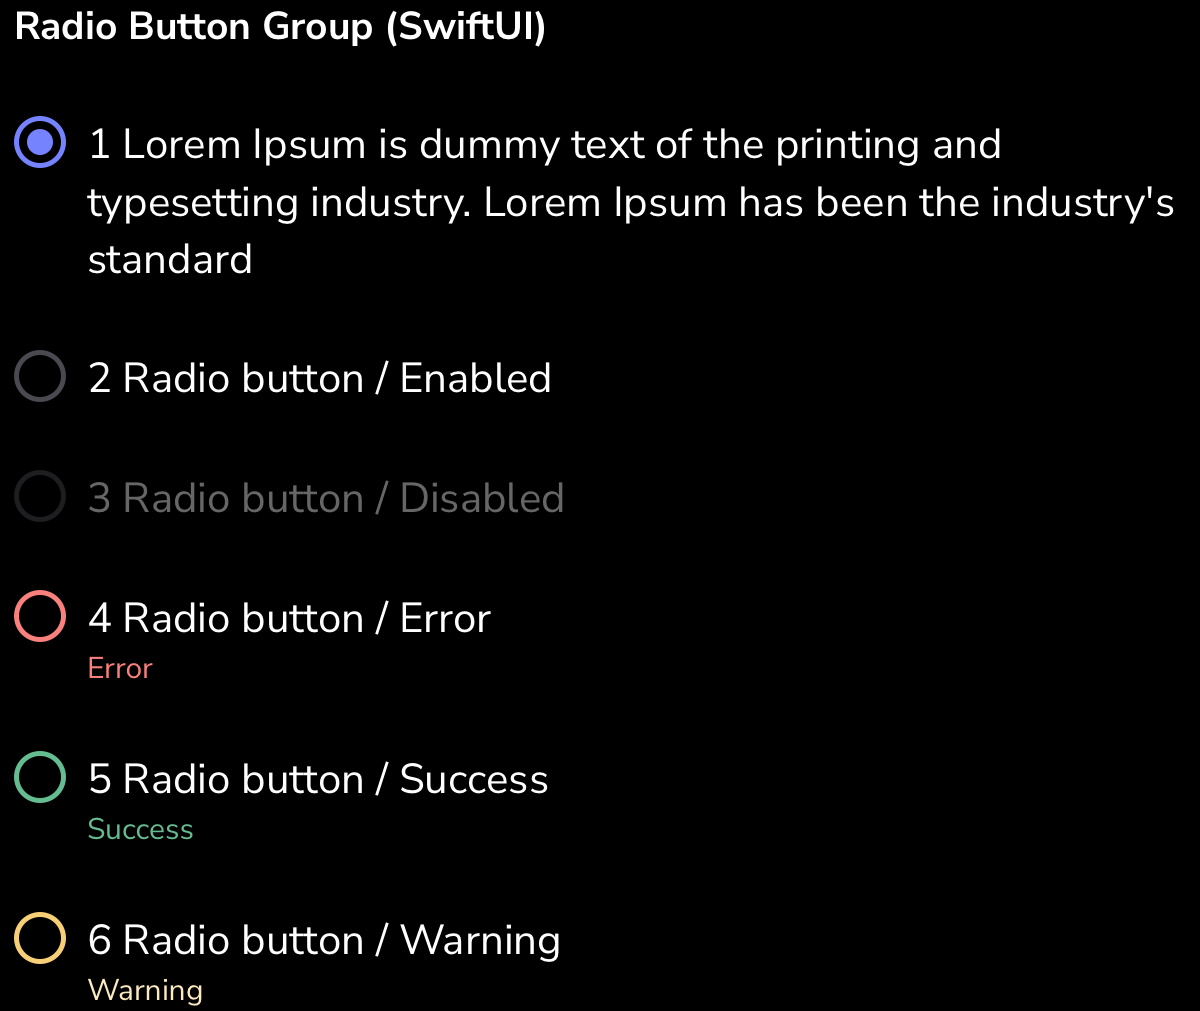 Radio Button Group (SwiftUI)
1 Lorem Ipsum is dummy text of the printing and
typesetting industry. Lorem Ipsum has been the industry's
standard
2 Radio button / Enabled
3 Radio button / Disabled
4 Radio button / Error
Error
5 Radio button / Success
Success
6 Radio button / Warning
Warning